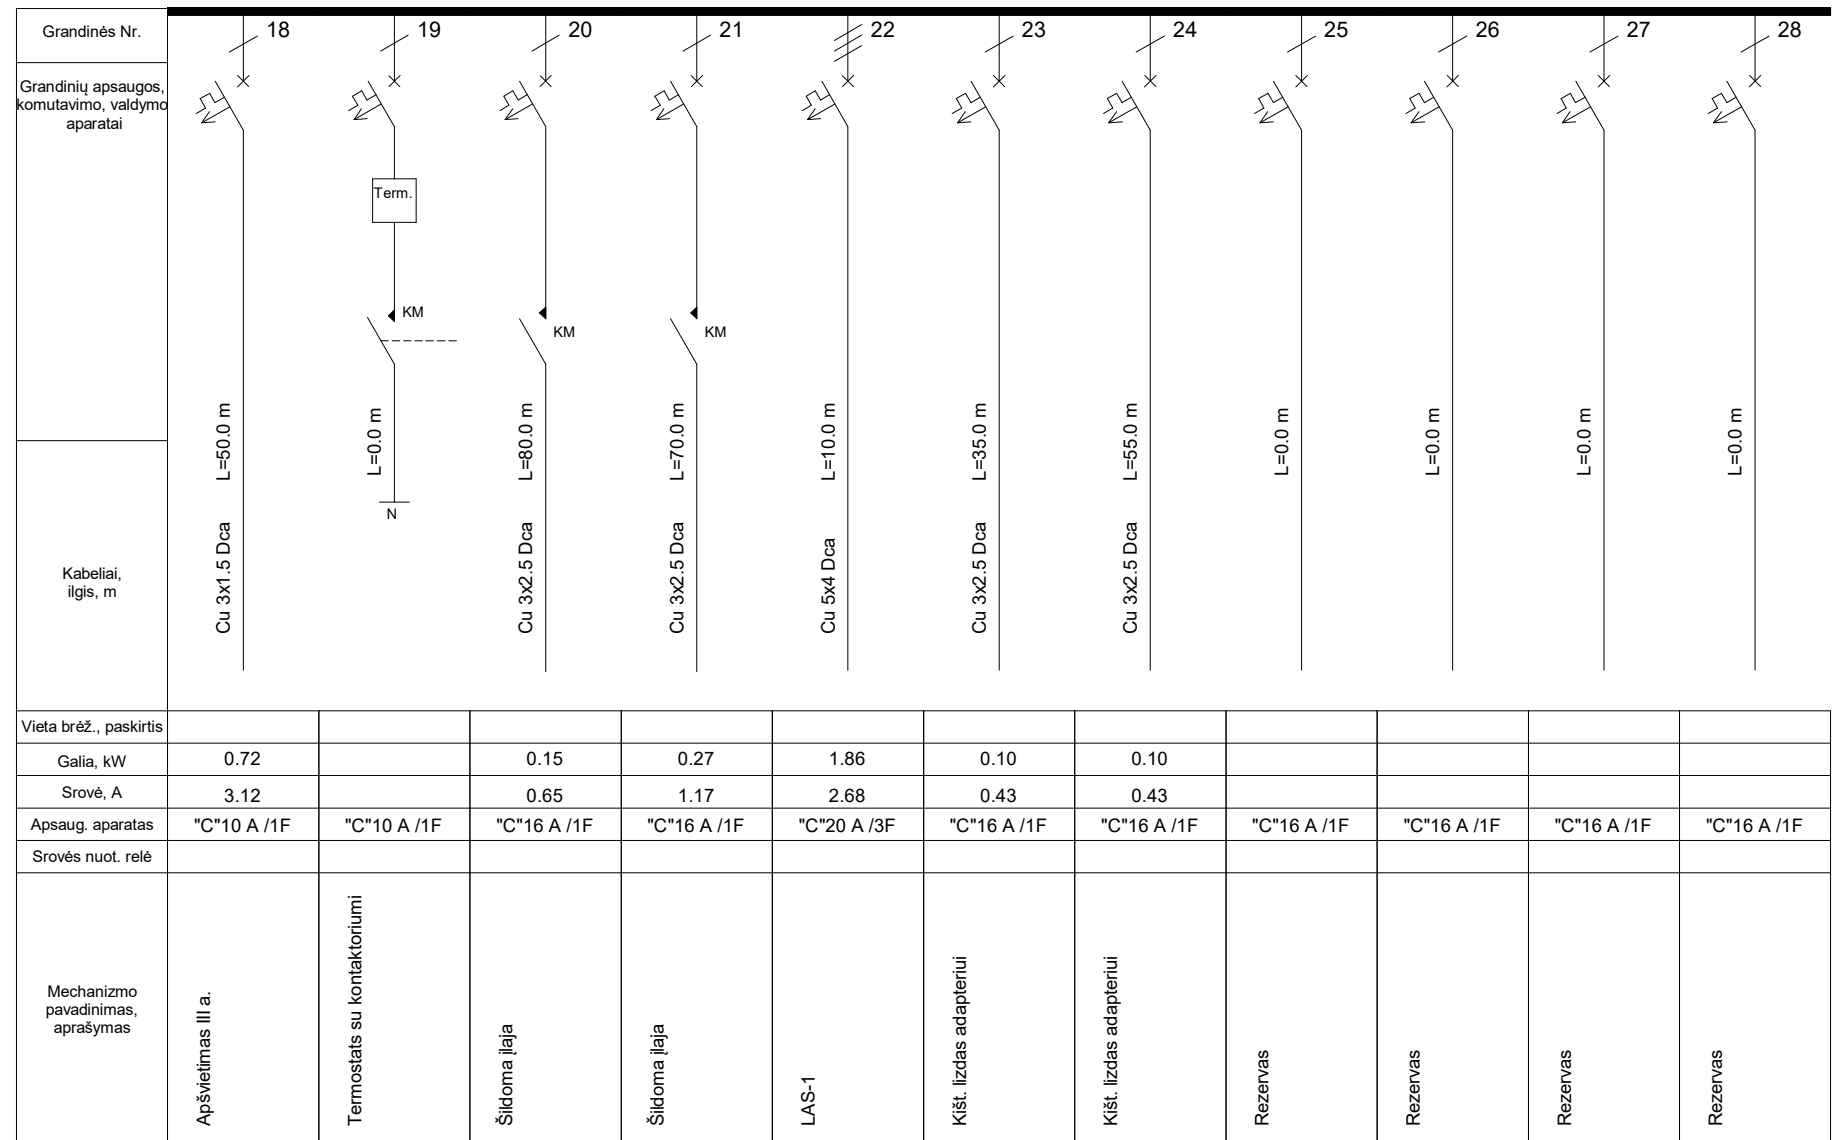 Grandinės Nr.
18
19
20
21
22
23
24
25
26
27
28
Grandinių apsaugos,
komutavimo, valdymo
aparatai
Term.
KM
KM
KM
L=50.0 m
L=0.0 m
L=80.0 m
L=70.0 m
L=10.0 m
L=35.0 m
L=55.0 m
L=0.0 m
L=0.0 m
L=0.0 m
L=0.0 m
N
Kabeliai,
ilgis, m
Cu 3x1.5 Dca
Cu 3x2.5 Dca
Cu 3x2.5 Dca
Cu 5x4 Dca
Cu 3x2.5 Dca
Cu 3x2.5 Dca
Vieta brėž., paskirtis
Galia, kW
0.72
0.15
0.27
1.86
0.10
0.10
Srovė, A
3.12
0.65
1.17
2.68
0.43
0.43
Apsaug. aparatas
"C"10 A /1F
"C"10 A /1F
"C"16 A /1F
"C"16 A /1F
"C"20 A /3F
"C"16 A /1F
"C"16 A /1F
"C"16 A /1F
"C"16 A /1F
"C"16 A /1F
"C"16 A /1F
Srovės nuot. relė
Mechanizmo
pavadinimas,
aprašymas
Apšvietimas III a.
Termostats su kontaktoriumi
Šildoma įlaja
Šildoma įlaja
LAS-1
Kišt. lizdas adapteriui
Kišt. lizdas adapteriui
Rezervas
Rezervas
Rezervas
Rezervas